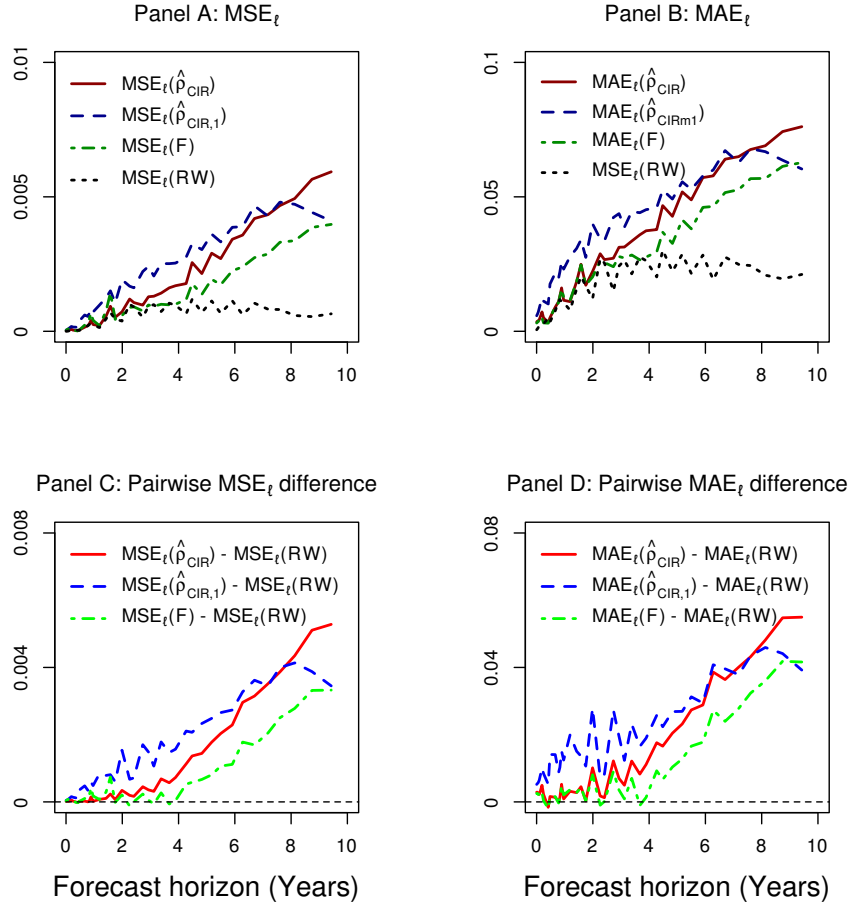 Panel A: MSEℓ
0.01
0.005
0
MSEℓ(ρ̂CIR)
MSEℓ(ρ̂CIR,1)
MSEℓ(F)
MSEℓ(RW)
0 2 4 6 8 10
Panel B: MAEℓ
0.1
0.05
0
MAEℓ(ρ̂CIR)
MAEℓ(ρ̂CIRm1)
MAEℓ(F)
MSEℓ(RW)
0 2 4 6 8 10
Panel C: Pairwise MSEℓ difference
0.008
0.004
0
MSEℓ(ρ̂CIR) - MSEℓ(RW)
MSEℓ(ρ̂CIR,1) - MSEℓ(RW)
MSEℓ(F) - MSEℓ(RW)
0 2 4 6 8 10
Forecast horizon (Years)
Panel D: Pairwise MAEℓ difference
0.08
0.04
0
MAEℓ(ρ̂CIR) - MAEℓ(RW)
MAEℓ(ρ̂CIR,1) - MAEℓ(RW)
MAEℓ(F) - MAEℓ(RW)
0 2 4 6 8 10
Forecast horizon (Years)